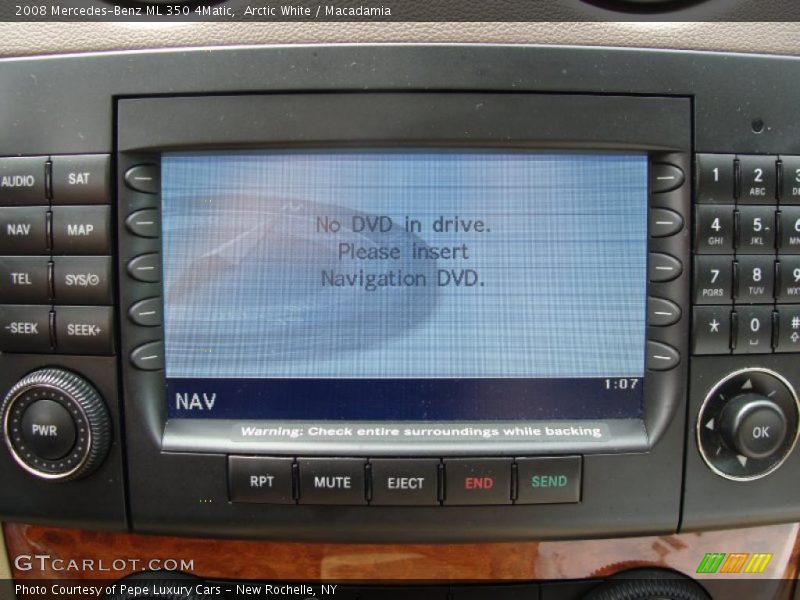 2008 Mercedes-Benz ML 350 4Matic,  Arctic White / Macadamia
AUDIO SAT
NAV MAP
TEL SYS/
-SEEK SEEK+
PWR
No DVD in drive.
Please insert
Navigation DVD.
1:07
NAV
Warning: Check entire surroundings while backing
RPT MUTE EJECT END SEND
1 2 ABC 3
4 GHI 5 JKL 6
7 PQRS 8 TUV 9
* 0 #
OK
GTCARLOT.COM
Photo Courtesy of Pepe Luxury Cars - New Rochelle, NY